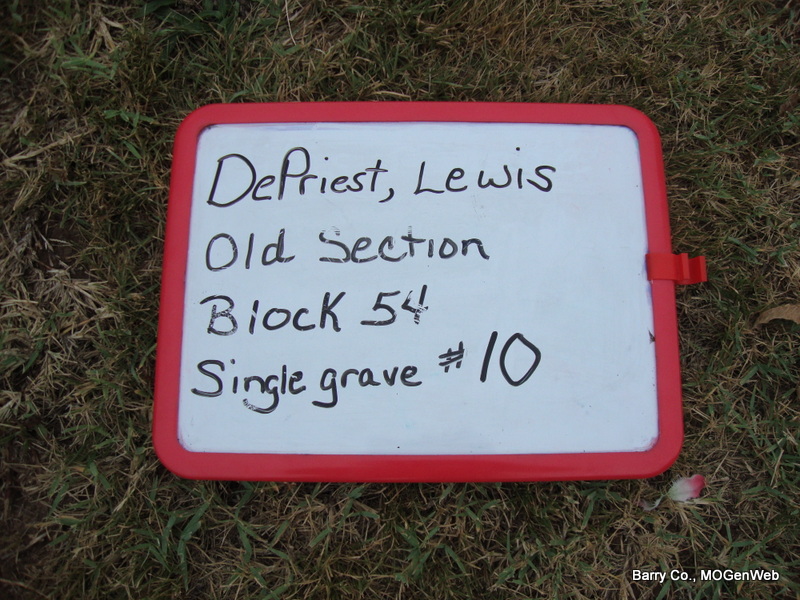 DePriest, Lewis
Old Section
Block 54
Single grave #10
Barry Co., MOGenWeb